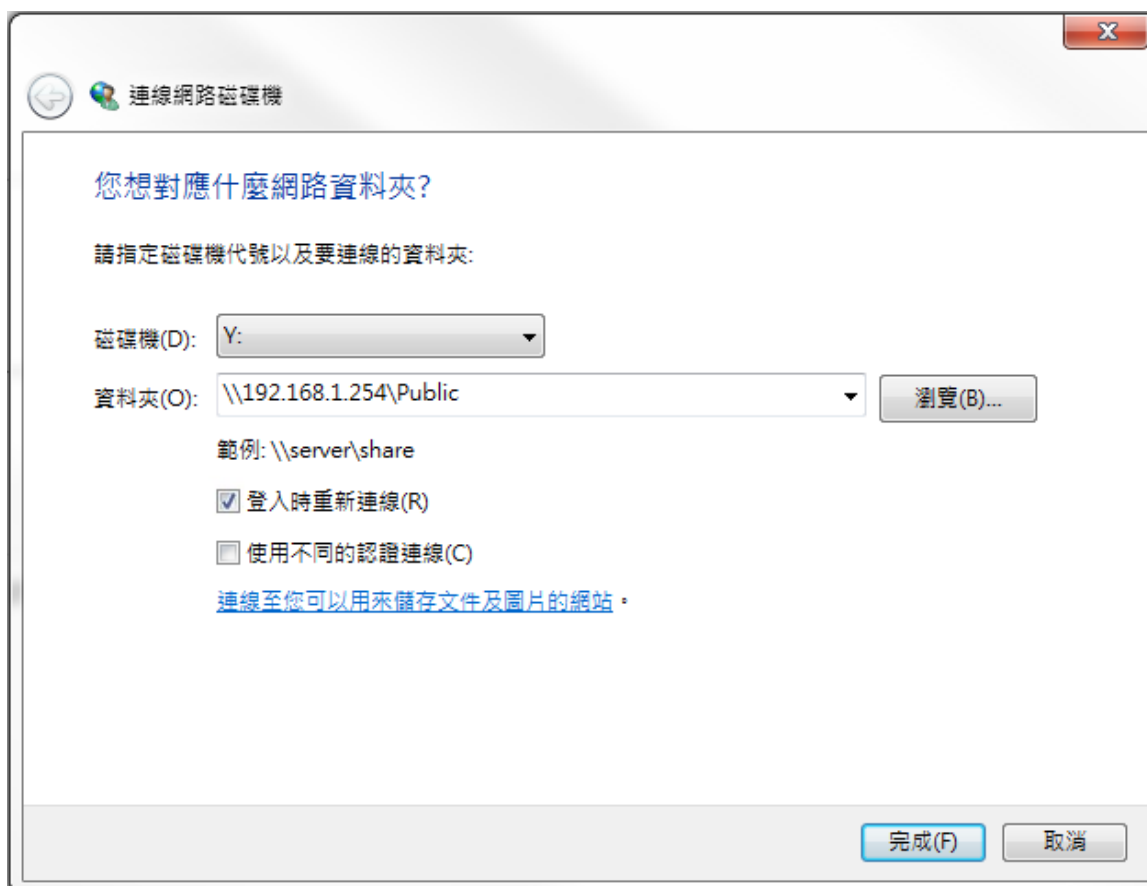 連線網路磁碟機
您想對應什麼網路資料夾?
請指定磁碟機代號以及要連線的資料夾:
磁碟機(D): Y:
資料夾(O): \\192.168.1.254\Public 瀏覽(B)...
範例: \\server\share
登入時重新連線(R)
使用不同的認證連線(C)
連線至您可以用來儲存文件及圖片的網站。
完成(F) 取消